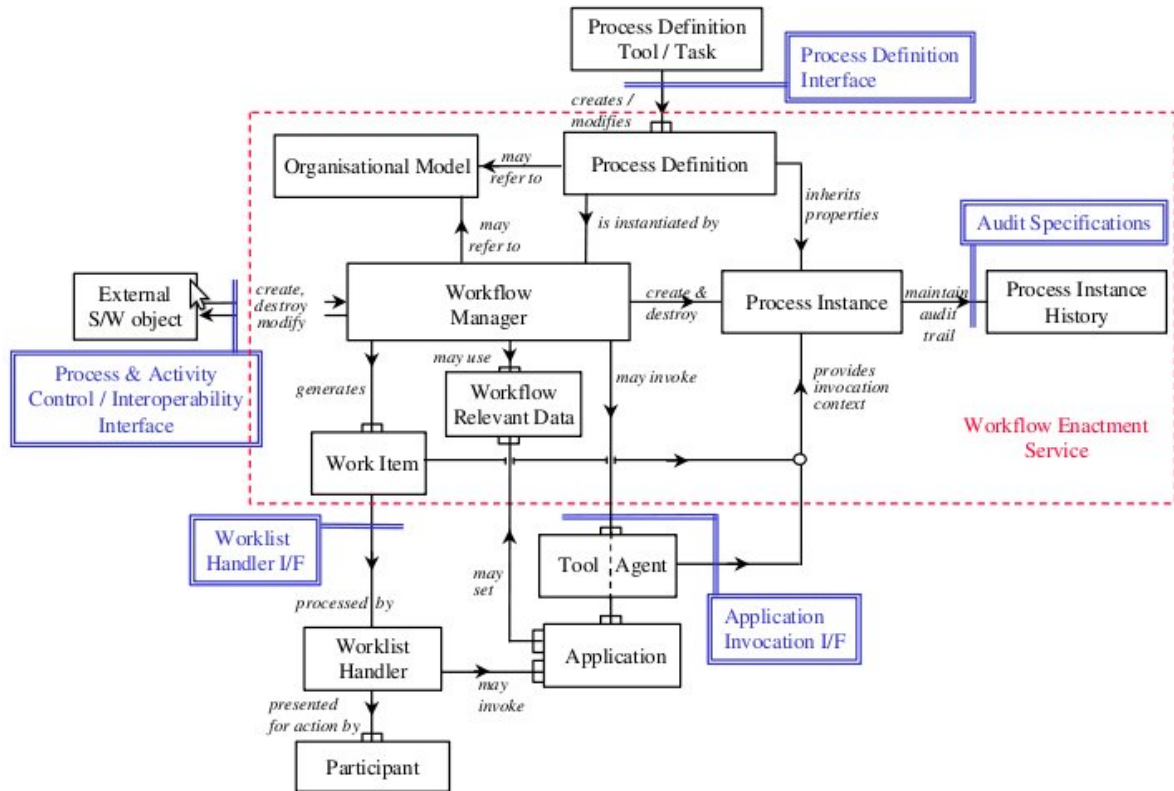 Process Definition
Tool / Task
Process Definition
Interface
creates /
modifies
Organisational Model
may
refer to
Process Definition
inherits
properties
is instantiated by
may
refer to
Audit Specifications
External
S/W object
create,
destroy
modify
Workflow
Manager
create &
destroy
Process Instance
maintain
audit
trail
Process Instance
History
Process & Activity
Control / Interoperability
Interface
generates
may use
Workflow
Relevant Data
may invoke
provides
invocation
context
Workflow Enactment
Service
Work Item
Worklist
Handler I/F
processed by
may
set
Tool Agent
Application
Invocation I/F
Worklist
Handler
may
invoke
Application
presented
for action by
Participant